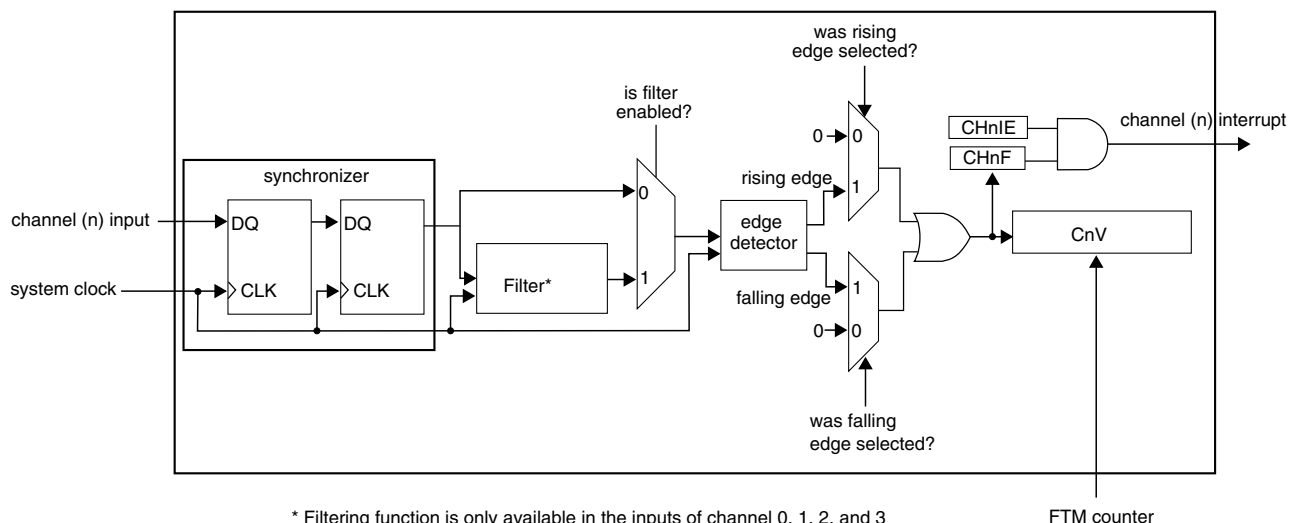 was rising
edge selected?
is filter
enabled?
0
0
CHnIE
channel (n) interrupt
CHnF
synchronizer
rising edge
1
channel (n) input
DQ
DQ
0
edge
detector
CnV
system clock
CLK
CLK
Filter*
1
falling edge
1
0
0
was falling
edge selected?
* Filtering function is only available in the inputs of channel 0, 1, 2, and 3
FTM counter